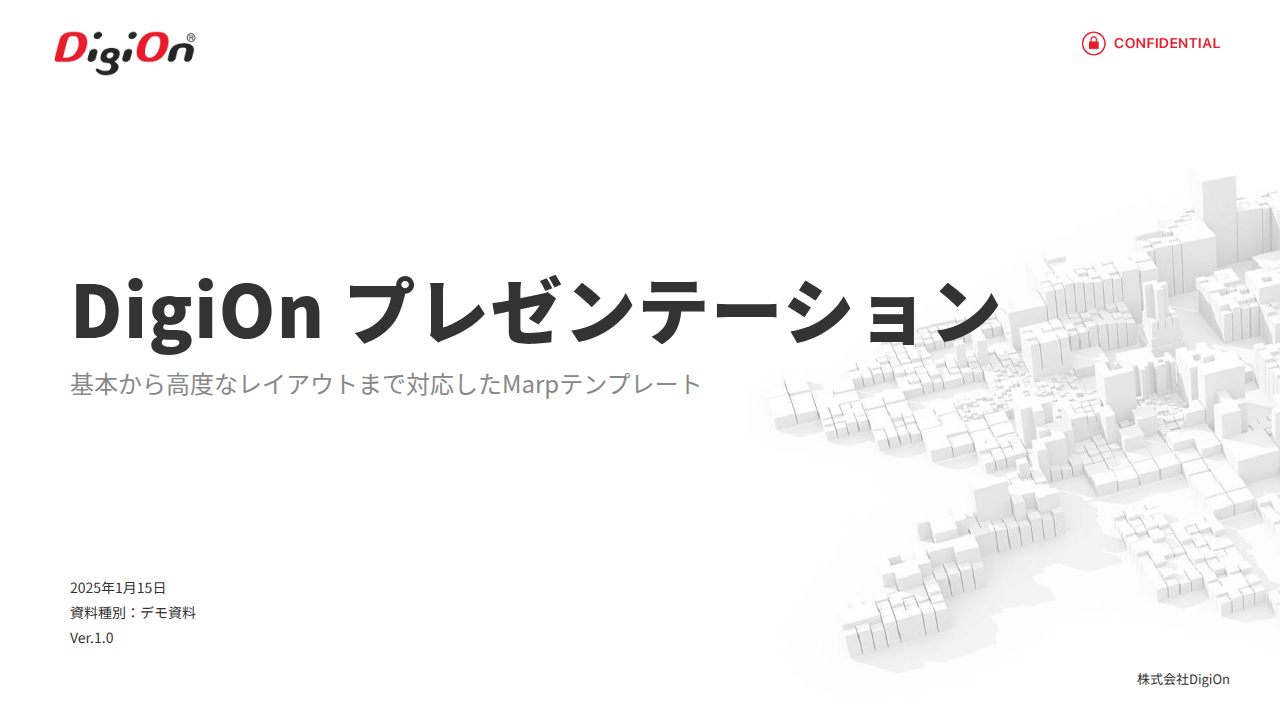 DigiOn®
CONFIDENTIAL
DigiOn プレゼンテーション
基本から高度なレイアウトまで対応したMarpテンプレート
2025年1月15日
資料種別：デモ資料
Ver.1.0
株式会社DigiOn